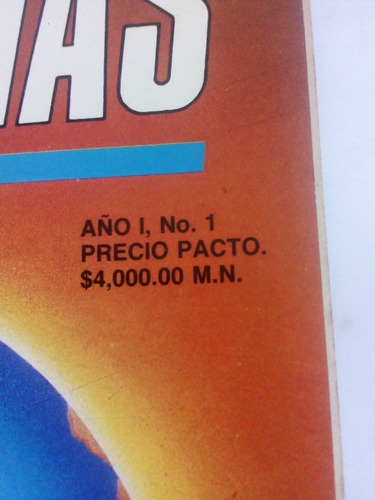 AÑO I, No. 1
PRECIO PACTO.
$4,000.00 M.N.